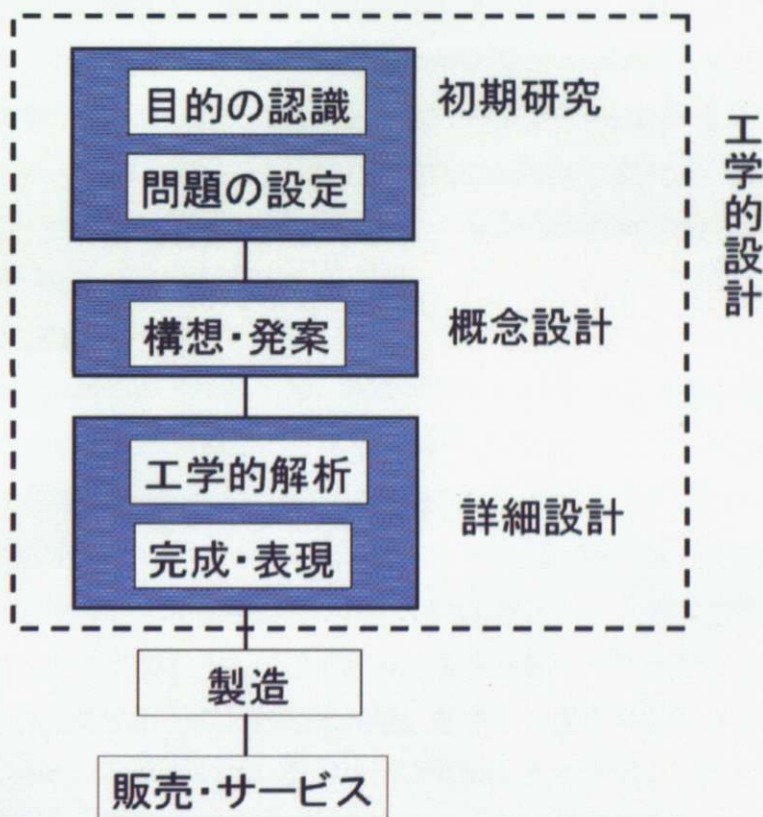 目的の認識
初期研究
問題の設定
構想・発案
概念設計
工学的解析
詳細設計
完成・表現
工学的設計
製造
販売・サービス